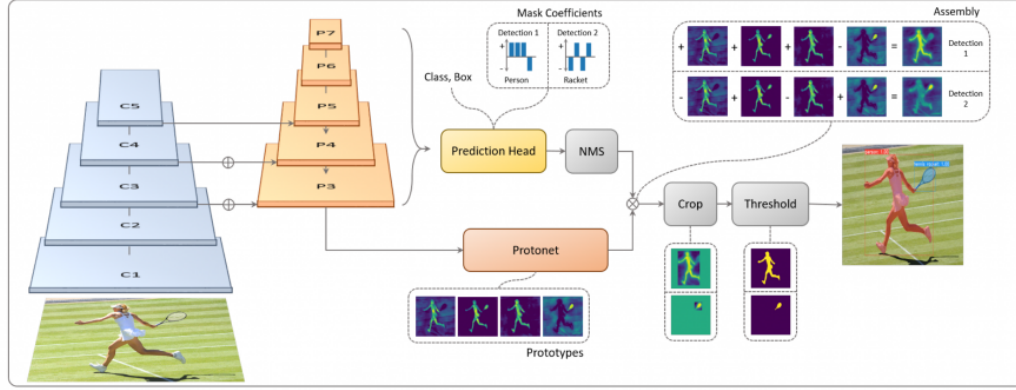 Mask Coefficients
Detection 1
Detection 2
+
-
Person
+
-
Racket
Class, Box
Assembly
+ + + - = Detection 1
- + - + = Detection 2
P7
P6
P5
P4
P3
C5
C4
C3
C2
C1
Prediction Head
NMS
Crop
Threshold
Protonet
Prototypes